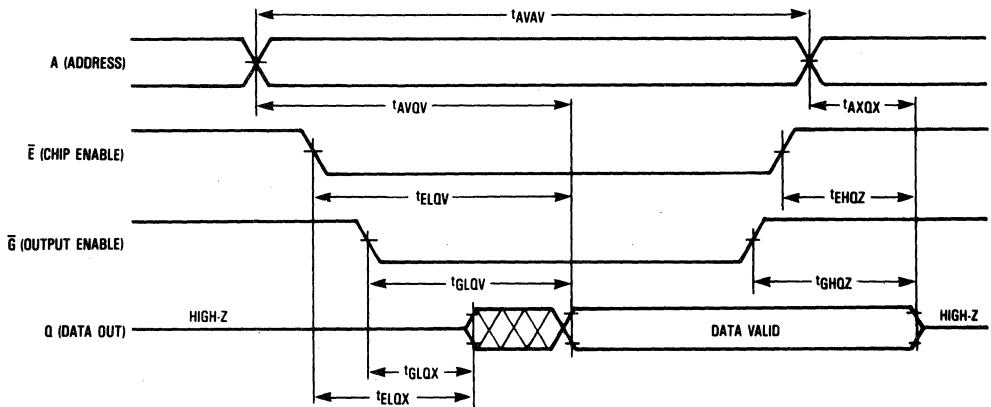 tAVAV
A (ADDRESS)
tAVQV
tAXQX
E̅ (CHIP ENABLE)
tELQV
tEHQZ
G̅ (OUTPUT ENABLE)
tGLQV
tGHQZ
HIGH-Z
HIGH-Z
Q (DATA OUT)
DATA VALID
tGLQX
tELQX